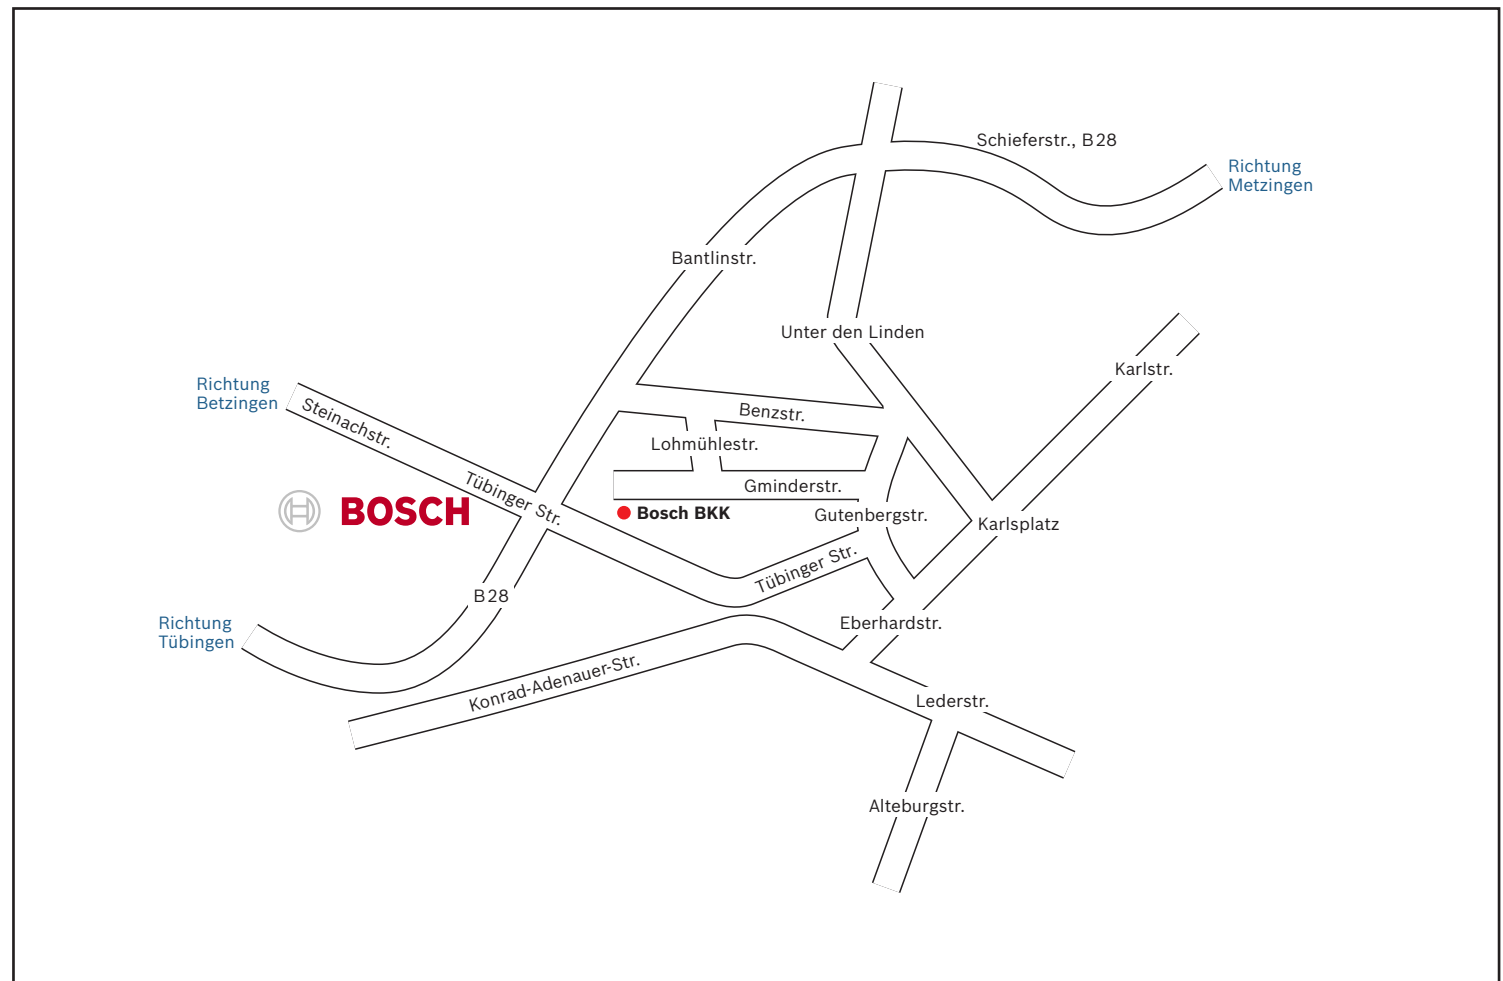 Schieferstr., B28
Richtung
Metzingen
Bantlinstr.
Unter den Linden
Karlstr.
Richtung
Betzingen
Steinachstr.
Benzstr.
Lohmühlestr.
Tübinger Str.
Gminderstr.
BOSCH
Bosch BKK
Gutenbergstr.
Karlsplatz
Tübinger Str.
B28
Richtung
Tübingen
Eberhardstr.
Konrad-Adenauer-Str.
Lederstr.
Alteburgstr.